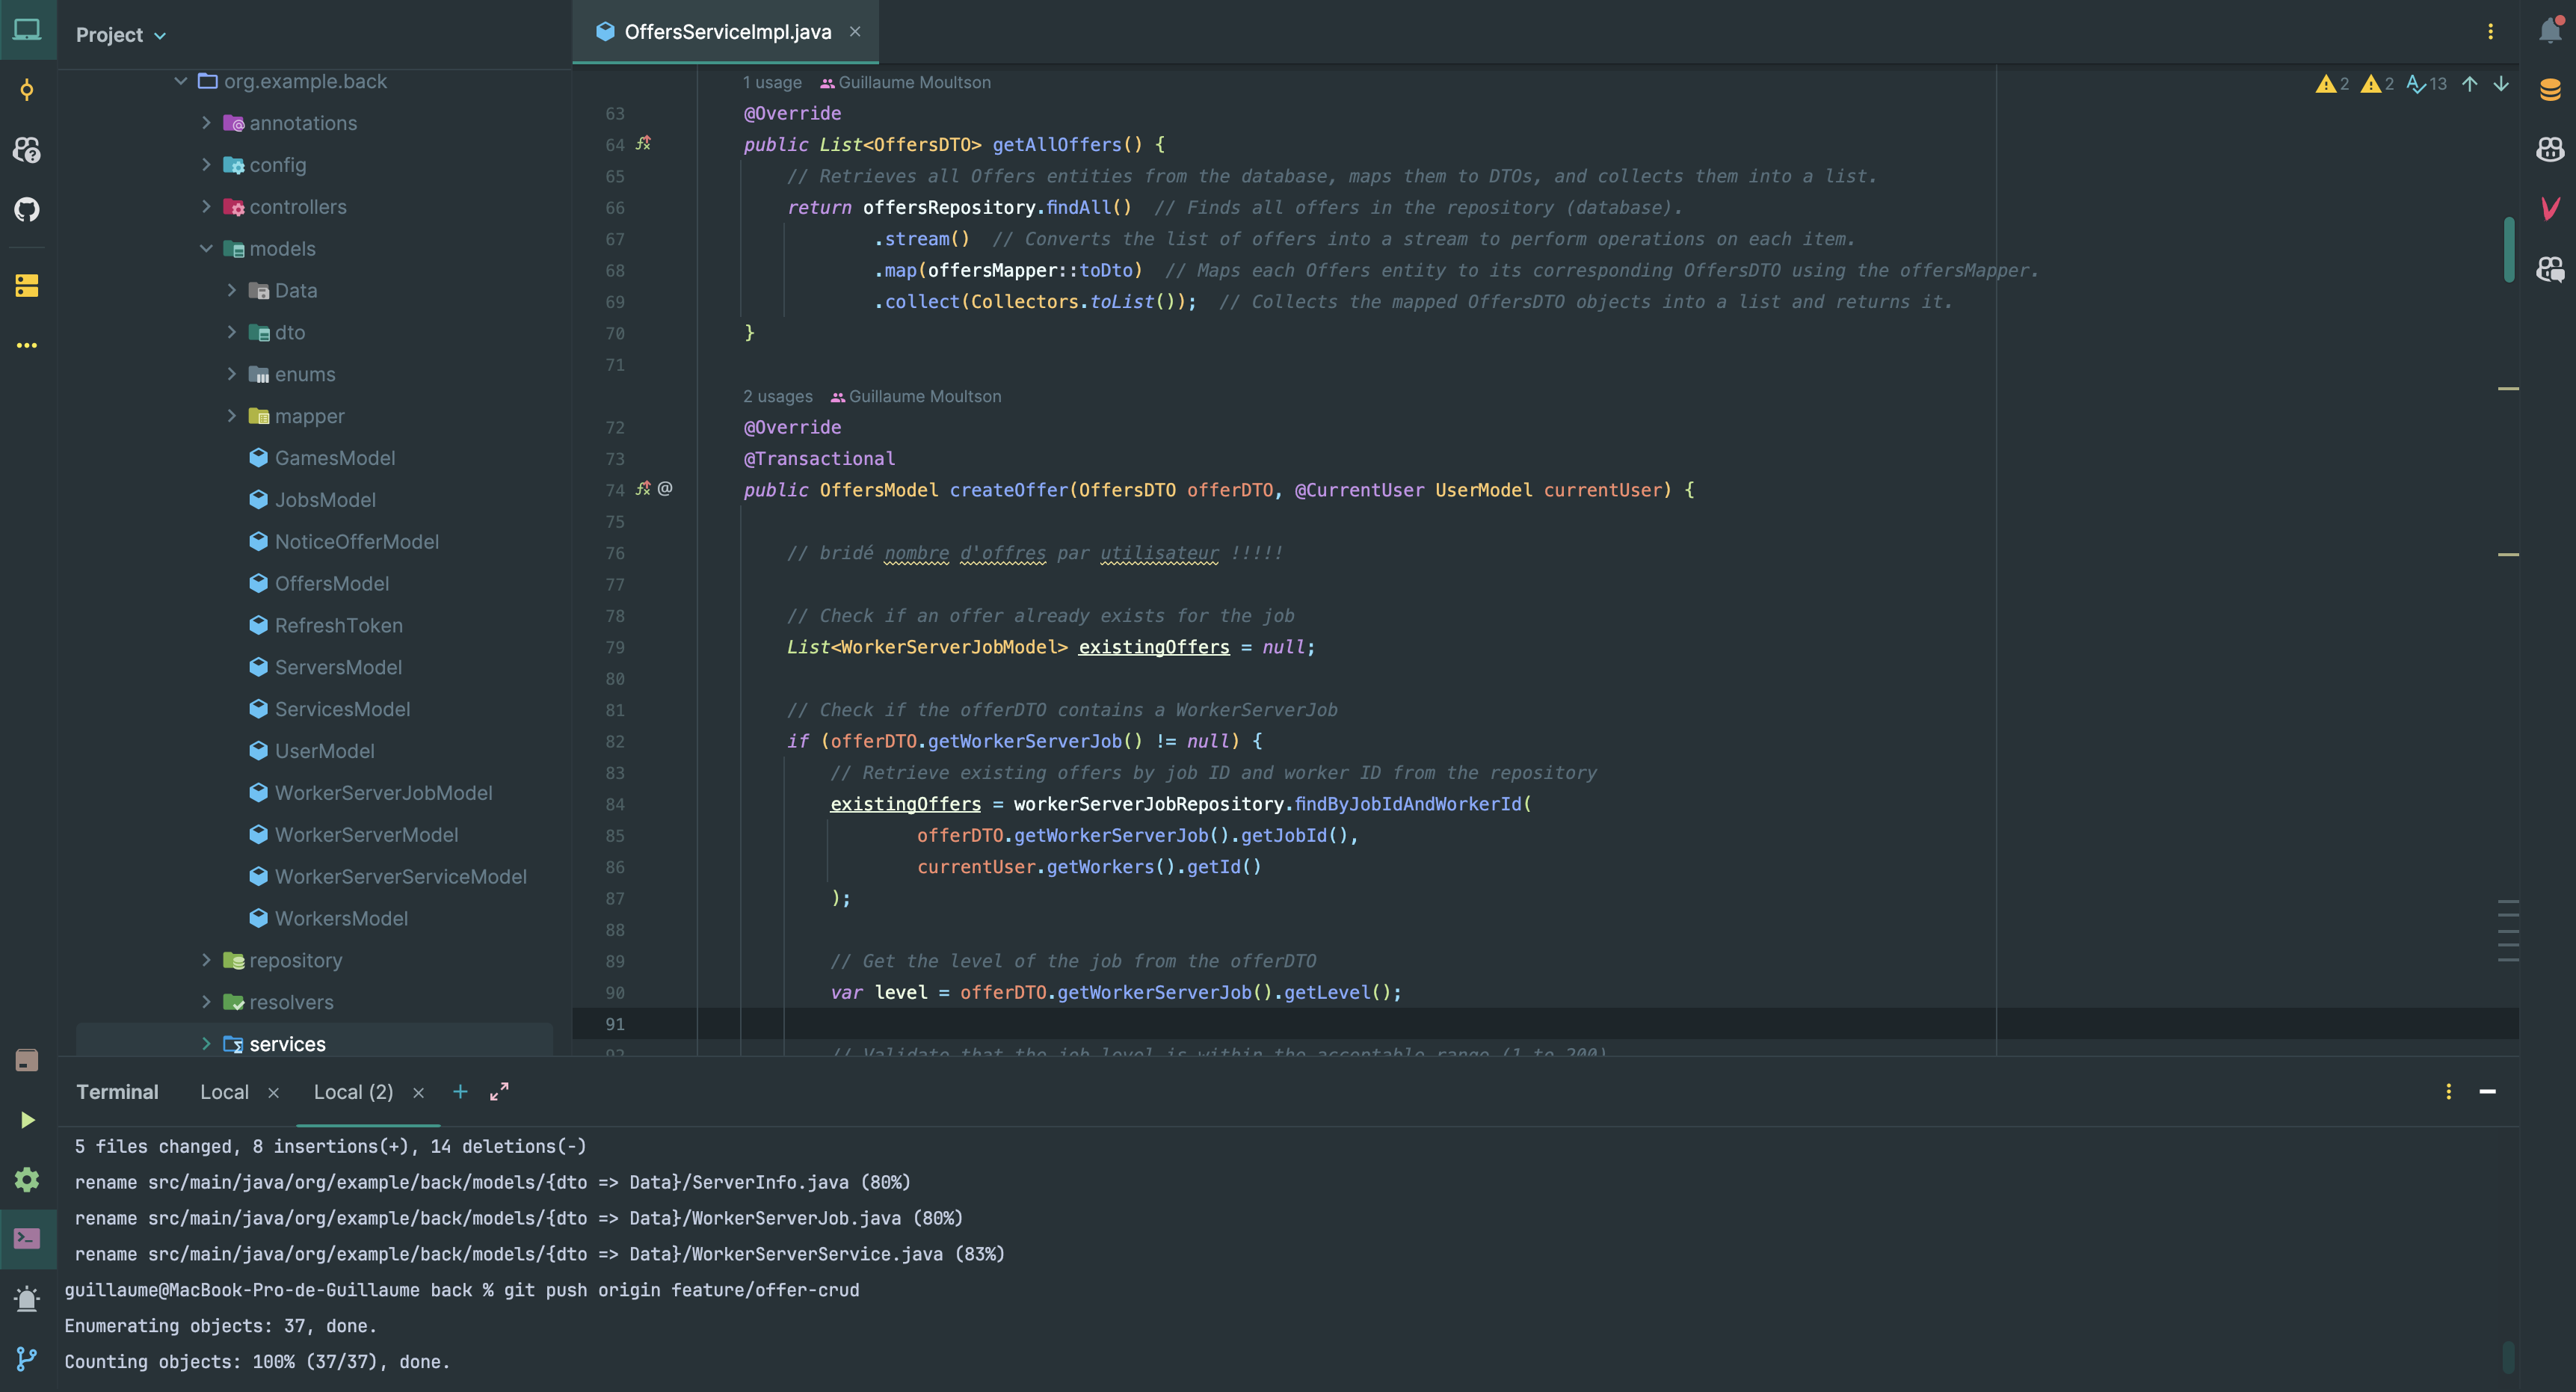 Project
OffersServiceImpl.java
org.example.back
annotations
config
controllers
models
Data
dto
enums
mapper
GamesModel
JobsModel
NoticeOfferModel
OffersModel
RefreshToken
ServersModel
ServicesModel
UserModel
WorkerServerJobModel
WorkerServerModel
WorkerServerServiceModel
WorkersModel
repository
resolvers
services
1 usage Guillaume Moultson
2 2 13
63 @Override
64 public List<OffersDTO> getAllOffers() {
65 // Retrieves all Offers entities from the database, maps them to DTOs, and collects them into a list.
66 return offersRepository.findAll() // Finds all offers in the repository (database).
67 .stream() // Converts the list of offers into a stream to perform operations on each item.
68 .map(offersMapper::toDto) // Maps each Offers entity to its corresponding OffersDTO using the offersMapper.
69 .collect(Collectors.toList()); // Collects the mapped OffersDTO objects into a list and returns it.
70 }
71
2 usages Guillaume Moultson
72 @Override
73 @Transactional
74 @ public OffersModel createOffer(OffersDTO offerDTO, @CurrentUser UserModel currentUser) {
75
76 // bridé nombre d'offres par utilisateur !!!!!
77
78 // Check if an offer already exists for the job
79 List<WorkerServerJobModel> existingOffers = null;
80
81 // Check if the offerDTO contains a WorkerServerJob
82 if (offerDTO.getWorkerServerJob() != null) {
83 // Retrieve existing offers by job ID and worker ID from the repository
84 existingOffers = workerServerJobRepository.findByJobIdAndWorkerId(
85 offerDTO.getWorkerServerJob().getJobId(),
86 currentUser.getWorkers().getId()
87 );
88
89 // Get the level of the job from the offerDTO
90 var level = offerDTO.getWorkerServerJob().getLevel();
91
92 // Validate that the job level is within the acceptable range (1 to 200)
Terminal Local Local (2)
5 files changed, 8 insertions(+), 14 deletions(-)
rename src/main/java/org/example/back/models/{dto => Data}/ServerInfo.java (80%)
rename src/main/java/org/example/back/models/{dto => Data}/WorkerServerJob.java (80%)
rename src/main/java/org/example/back/models/{dto => Data}/WorkerServerService.java (83%)
guillaume@MacBook-Pro-de-Guillaume back % git push origin feature/offer-crud
Enumerating objects: 37, done.
Counting objects: 100% (37/37), done.